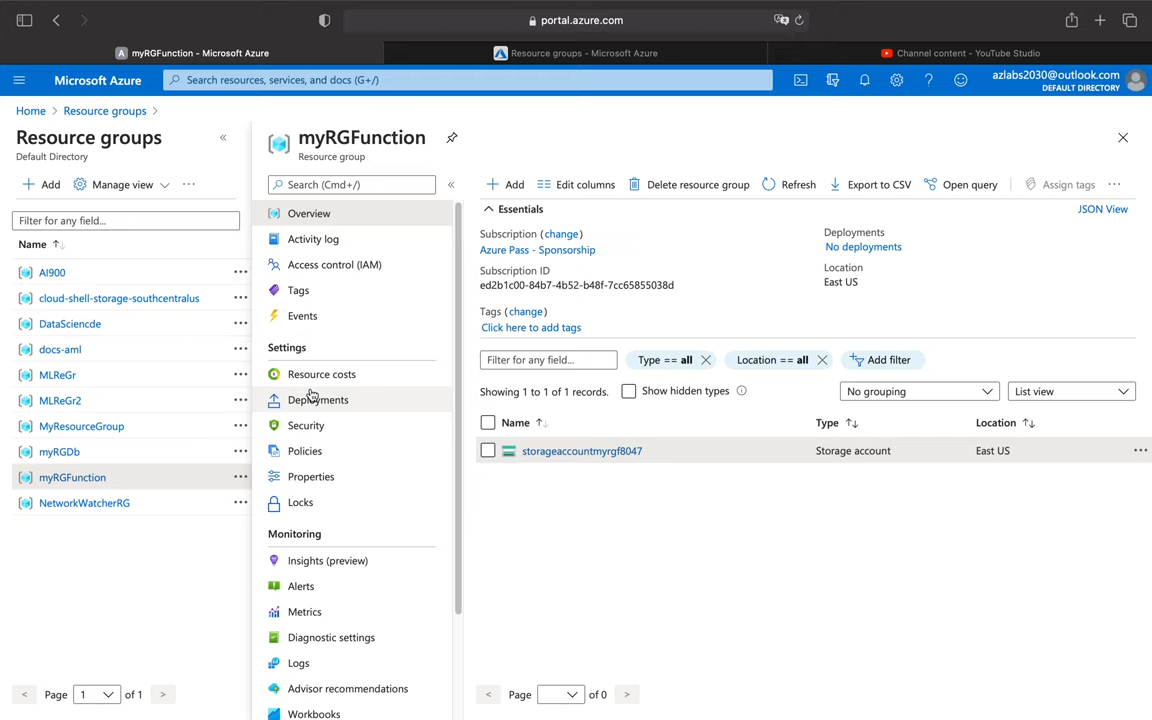 portal.azure.com
A myRGFunction - Microsoft Azure
Resource groups - Microsoft Azure
Channel content - YouTube Studio
Microsoft Azure
Search resources, services, and docs (G+/)
azlabs2030@outlook.com
DEFAULT DIRECTORY
Home > Resource groups >
Resource groups «
Default Directory
+ Add Manage view ...
Filter for any field...
Name ↑↓
AI900 ...
cloud-shell-storage-southcentralus ...
DataSciencde ...
docs-aml ...
MLReGr ...
MLReGr2 ...
MyResourceGroup ...
myRGDb ...
myRGFunction ...
NetworkWatcherRG ...
< Page 1 of 1 >
myRGFunction
Resource group
Search (Cmd+/) «
Overview
Activity log
Access control (IAM)
Tags
Events
Settings
Resource costs
Deployments
Security
Policies
Properties
Locks
Monitoring
Insights (preview)
Alerts
Metrics
Diagnostic settings
Logs
Advisor recommendations
Workbooks
+ Add Edit columns Delete resource group Refresh Export to CSV Open query Assign tags ...
Essentials
JSON View
Subscription (change)
Azure Pass - Sponsorship
Subscription ID
ed2b1c00-84b7-4b52-b48f-7cc65855038d
Tags (change)
Click here to add tags
Deployments
No deployments
Location
East US
Filter for any field... Type == all Location == all Add filter
Showing 1 to 1 of 1 records. Show hidden types No grouping List view
Name ↑↓ Type ↑↓ Location ↑↓
storageaccountmyrgf8047 Storage account East US ...
< Page of 0 >